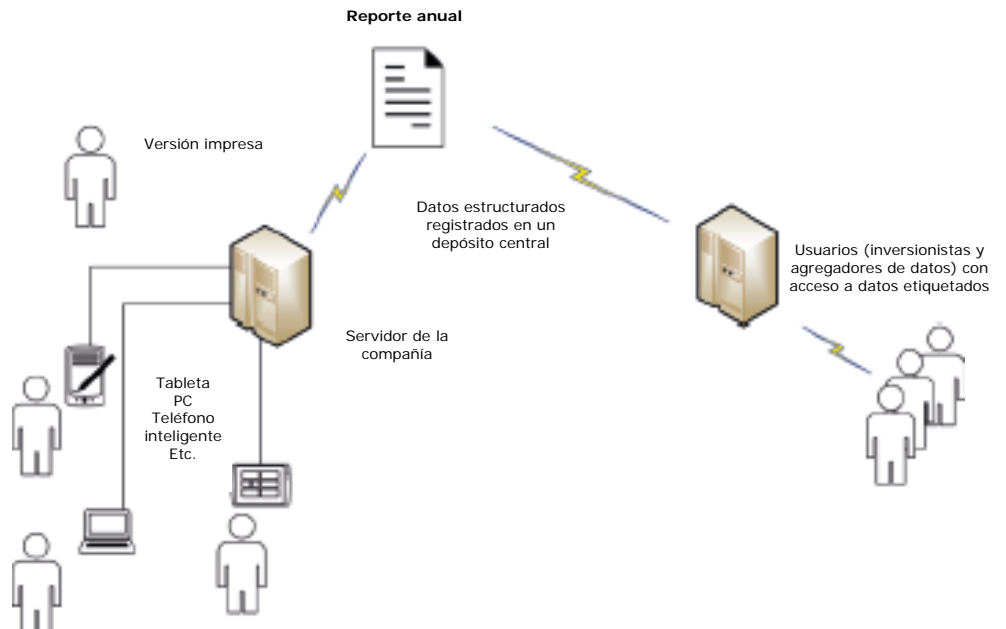 Reporte anual
Versión impresa
Datos estructurados
registrados en un
depósito central
Usuarios (inversionistas y
agregadores de datos) con
acceso a datos etiquetados
Servidor de la
compañía
Tableta
PC
Teléfono
inteligente
Etc.